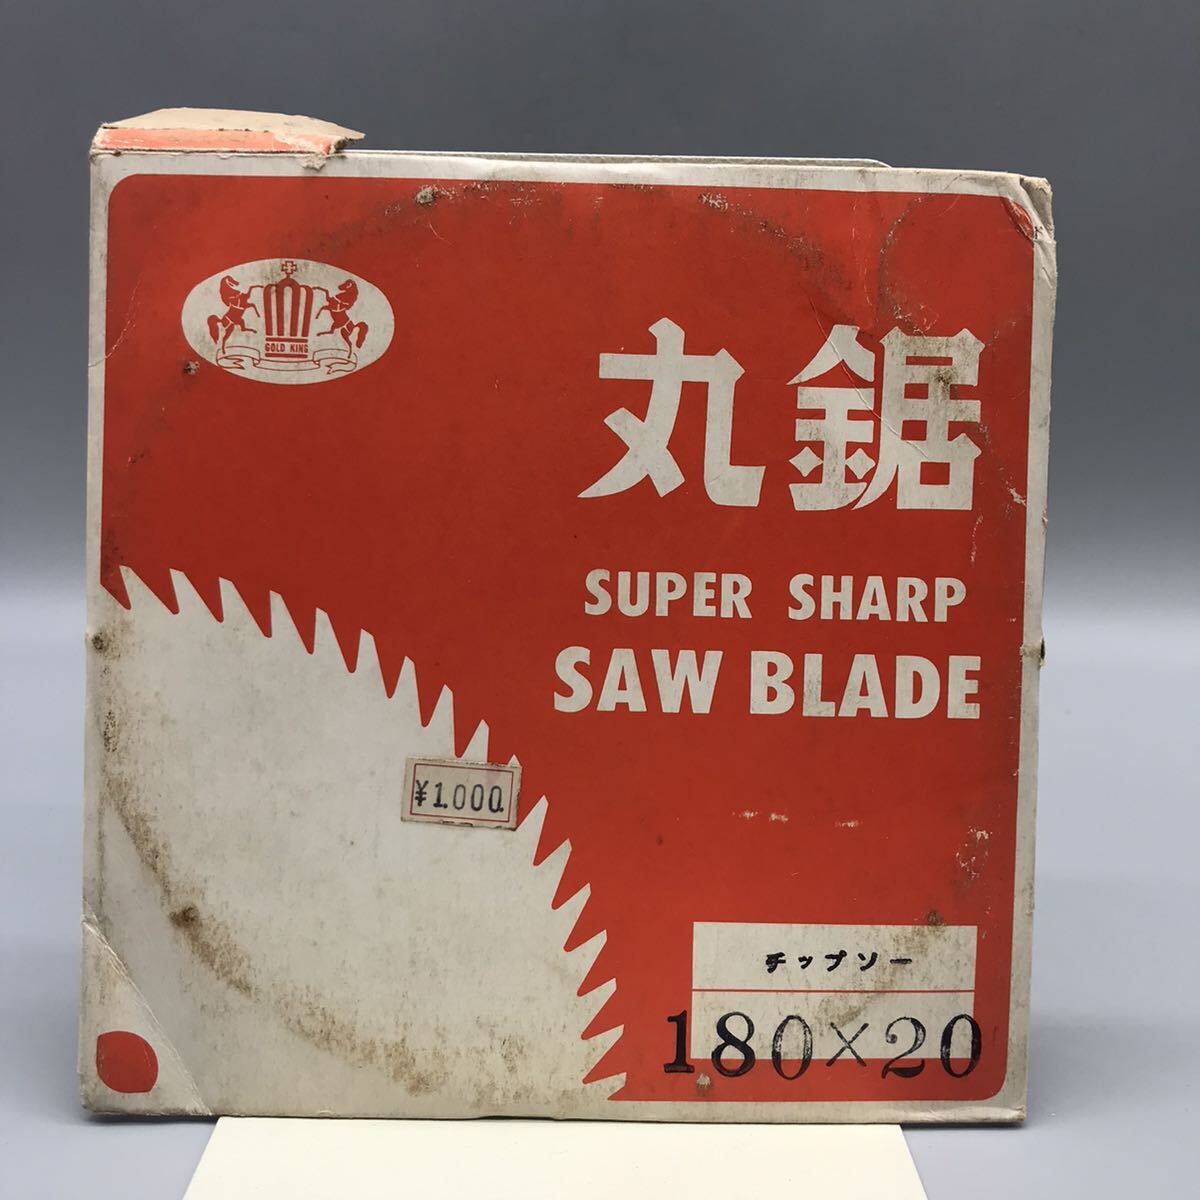 GOLD KING
丸鋸
SUPER SHARP
SAW BLADE
¥1.000.
チップソー
180×20